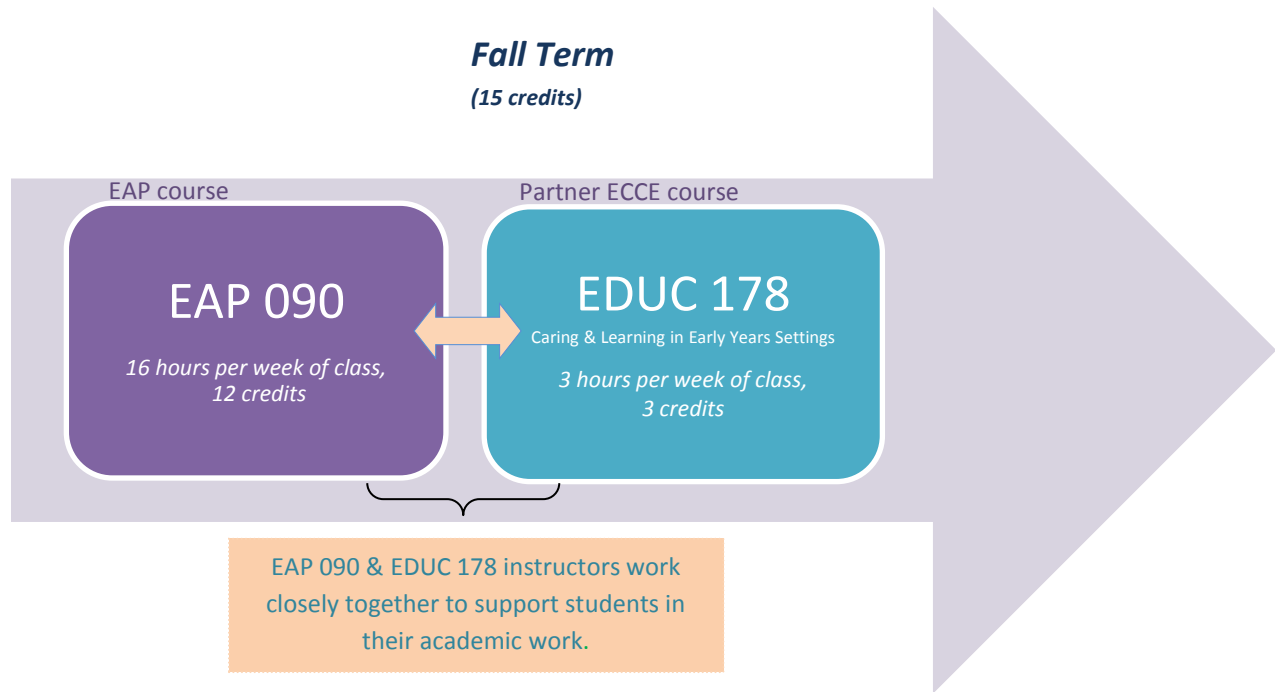 Fall Term
(15 credits)
EAP course
Partner ECCE course
EAP 090
16 hours per week of class,
12 credits
EDUC 178
Caring & Learning in Early Years Settings
3 hours per week of class,
3 credits
EAP 090 & EDUC 178 instructors work
closely together to support students in
their academic work.